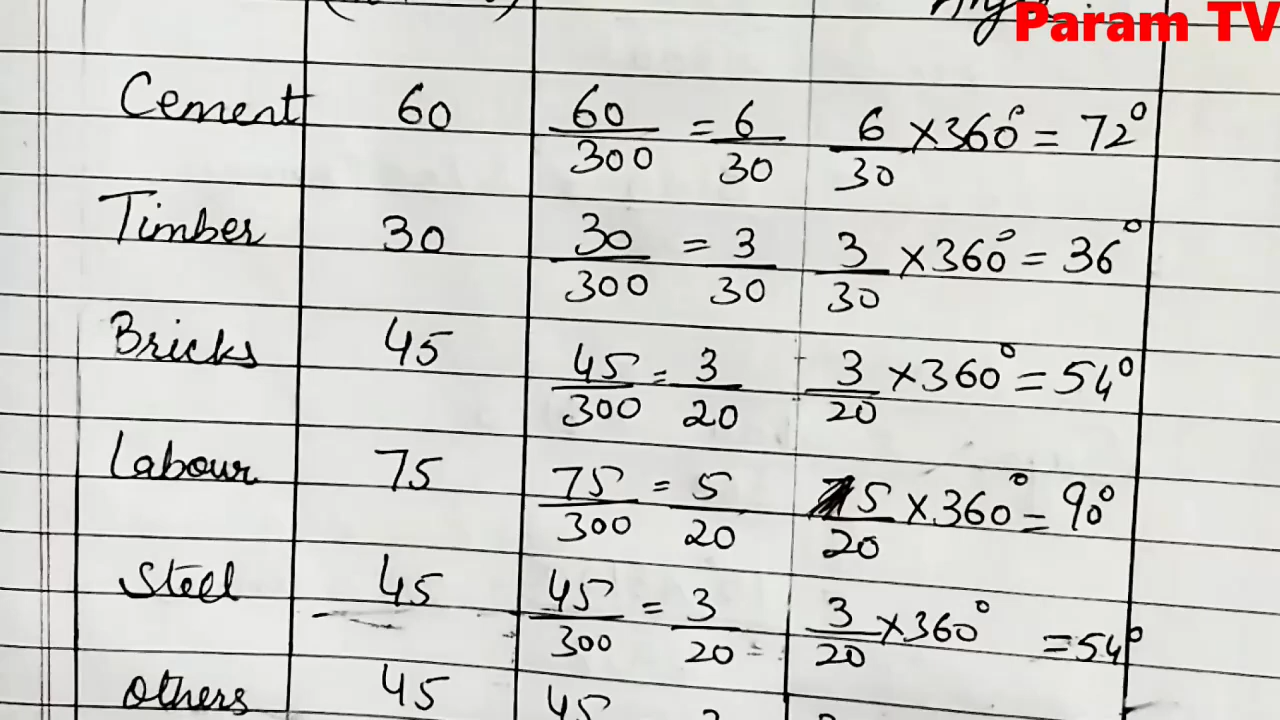 Param TV
Cement 60 60/300 = 6/30 6/30 ×360° = 72°
Timber 30 30/300 = 3/30 3/30 ×360° = 36°
Bricks 45 45/300 = 3/20 3/20 ×360° = 54°
Labour 75 75/300 = 5/20 5/20 ×360° = 90°
Steel 45 45/300 = 3/20 3/20 ×360° = 54°
others 45 45